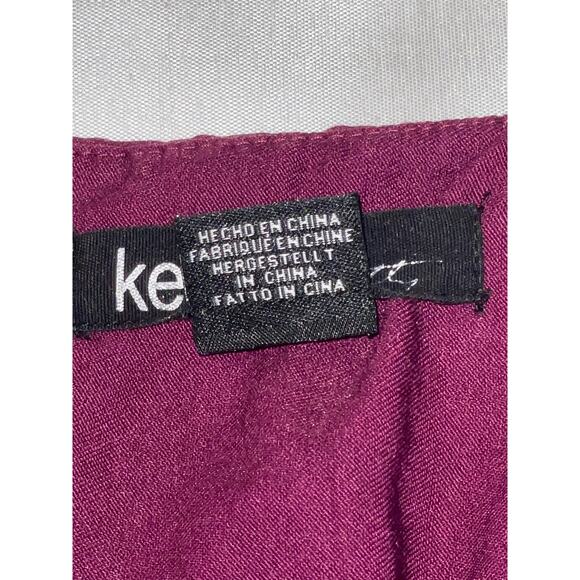 HECHO EN CHINA
FABRIQUE EN CHINE
HERGESTELLT
IN CHINA
FATTO IN CINA
ke